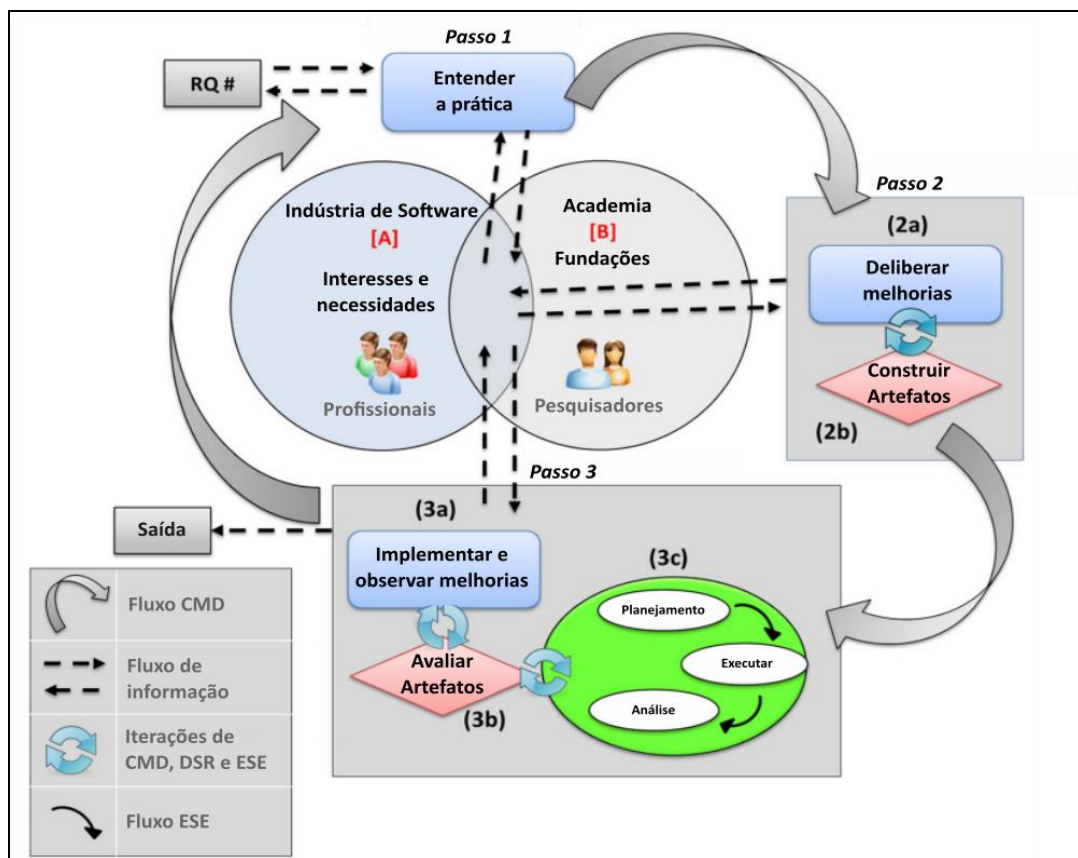 Passo 1
RQ #
Entender
a prática
Passo 2
(2a)
Deliberar
melhorias
Construir
Artefatos
(2b)
Indústria de Software
[A]
Interesses e
necessidades
Profissionais
Academia
[B]
Fundações
Pesquisadores
Passo 3
(3a)
Implementar e
observar melhorias
Avaliar
Artefatos
(3b)
(3c)
Planejamento
Executar
Análise
Saída
Fluxo CMD
Fluxo de
informação
Iterações de
CMD, DSR e ESE
Fluxo ESE